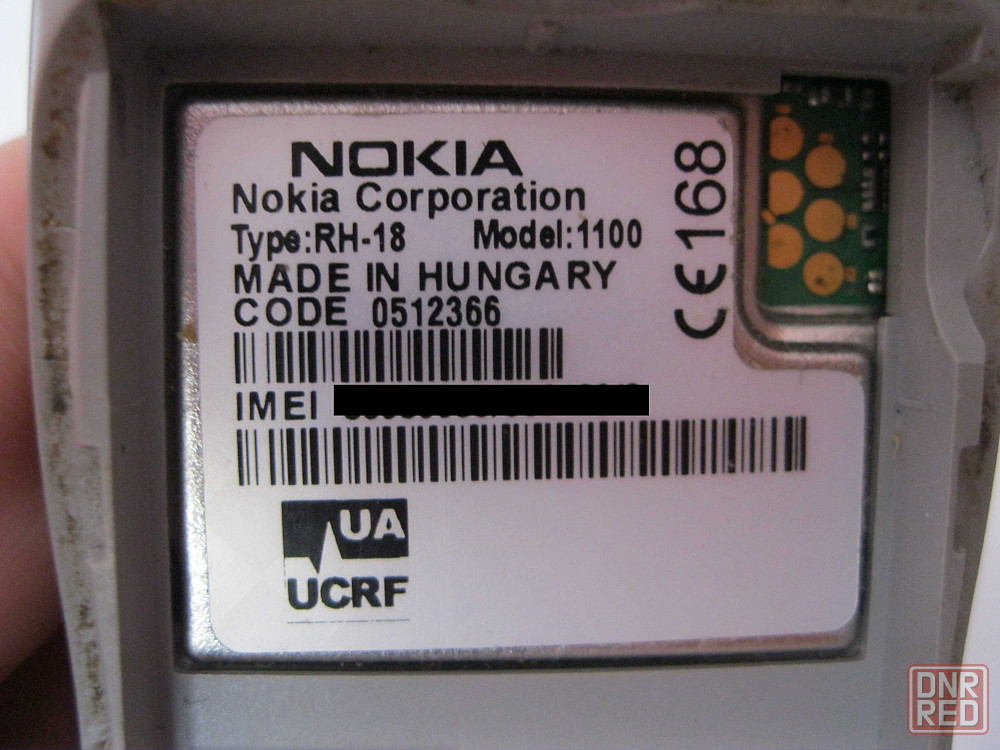 NOKIA
Nokia Corporation
Type:RH-18 Model:1100
MADE IN HUNGARY
CODE 0512366
IMEI
CE168
UA
UCRF
DNR
RED